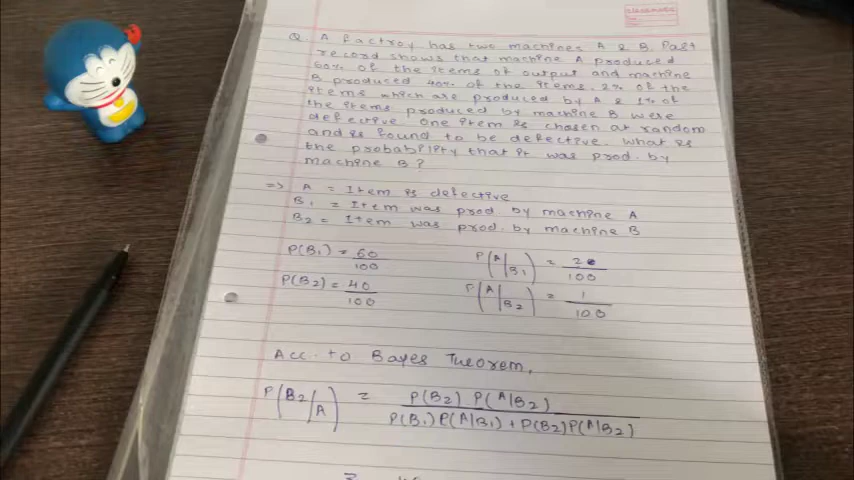 classmate
Q. A factroy has two machines A & B. Past
record shows that machine A produced
60% of the items of output and machine
B produced 40% of the items. 2% of the
items which are produced by A & 1% of
the items produced by machine B were
defective. One item is chosen at random
and is found to be defective. What is
the probability that it was prod. by
machine B?
=> A = Item is defective
B1 = Item was prod. by machine A
B2 = Item was prod. by machine B
P(B1) = 60/100 P(A/B1) = 2/100
P(B2) = 40/100 P(A/B2) = 1/100
Acc. to Bayes Theorem,
P(B2/A) = P(B2) P(A|B2) / P(B1) P(A|B1) + P(B2) P(A|B2)